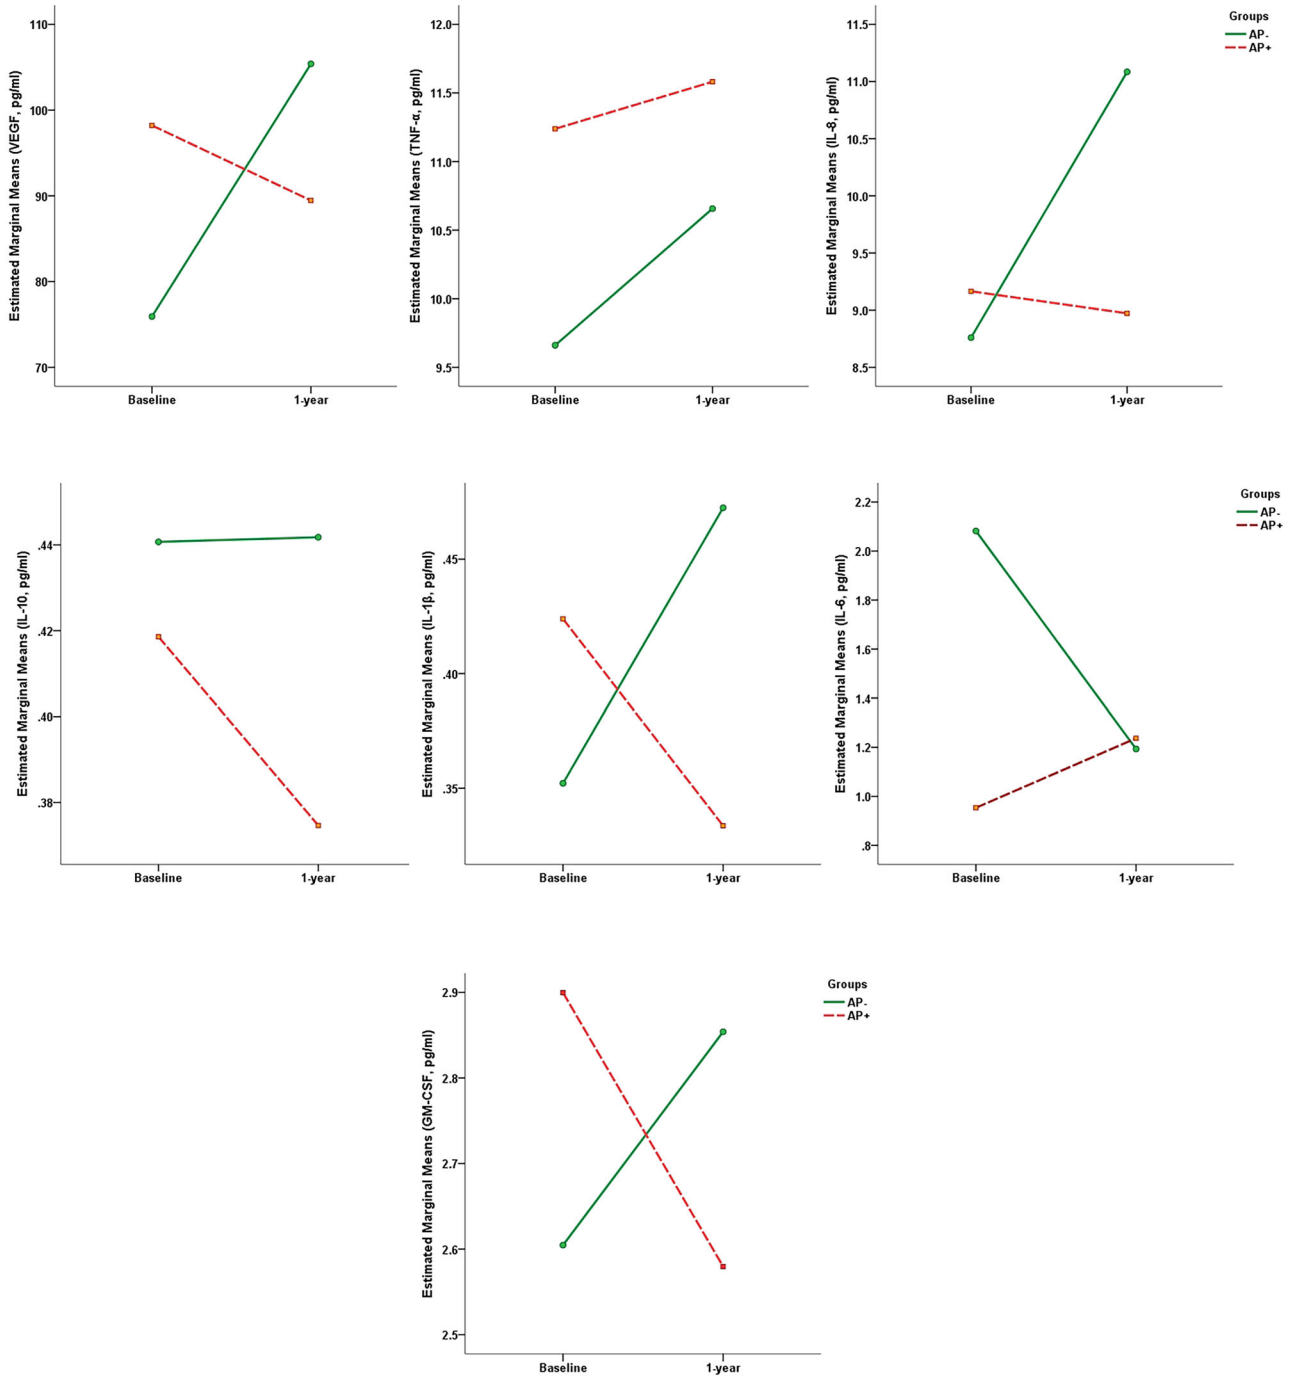 Estimated Marginal Means (VEGF, pg/ml)
110
100
90
80
70
Baseline 1-year
Estimated Marginal Means (TNF-α, pg/ml)
12.0
11.5
11.0
10.5
10.0
9.5
Baseline 1-year
Estimated Marginal Means (IL-8, pg/ml)
11.5
11.0
10.5
10.0
9.5
9.0
8.5
Baseline 1-year
Groups
AP-
AP+
Estimated Marginal Means (IL-10, pg/ml)
.44
.42
.40
.38
Baseline 1-year
Estimated Marginal Means (IL-1β, pg/ml)
.45
.40
.35
Baseline 1-year
Estimated Marginal Means (IL-6, pg/ml)
2.2
2.0
1.8
1.6
1.4
1.2
1.0
.8
Baseline 1-year
Groups
AP-
AP+
Estimated Marginal Means (GM-CSF, pg/ml)
2.9
2.8
2.7
2.6
2.5
Baseline 1-year
Groups
AP-
AP+